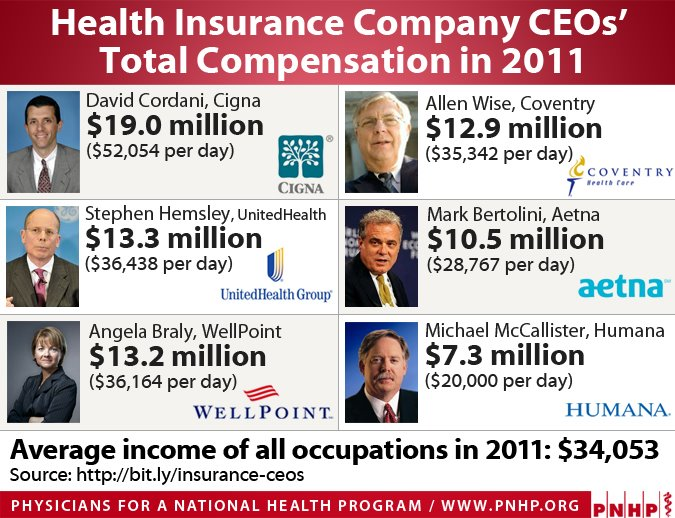 Health Insurance Company CEOs’
Total Compensation in 2011
David Cordani, Cigna
$19.0 million
($52,054 per day)
CIGNA
®
Allen Wise, Coventry
$12.9 million
($35,342 per day)
COVENTRY
Health Care
Stephen Hemsley, UnitedHealth
$13.3 million
($36,438 per day)
UnitedHealth Group
Mark Bertolini, Aetna
$10.5 million
($28,767 per day)
aetna
Angela Braly, WellPoint
$13.2 million
($36,164 per day)
WELLPOINT
Michael McCallister, Humana
$7.3 million
($20,000 per day)
HUMANA
Average income of all occupations in 2011: $34,053
Source: http://bit.ly/insurance-ceos
PHYSICIANS FOR A NATIONAL HEALTH PROGRAM / WWW.PNHP.ORG
PNHP